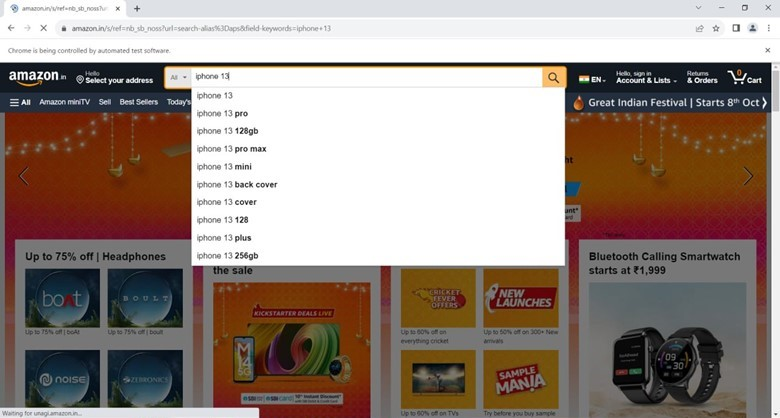 amazon.in/s/ref=nb_sb_noss?u
amazon.in/s/ref=nb_sb_noss?url=search-alias%3Daps&field-keywords=iphone+13
Chrome is being controlled by automated test software.
amazon.in
Hello
Select your address
All
iphone 13
EN
Hello, sign in
Account & Lists
Returns
& Orders
0
Cart
All
Amazon miniTV
Sell
Best Sellers
Today's
Great Indian Festival | Starts 8th Oct
iphone 13
iphone 13 pro
iphone 13 128gb
iphone 13 pro max
iphone 13 mini
iphone 13 back cover
iphone 13 cover
iphone 13 128
iphone 13 plus
iphone 13 256gb
Up to 75% off | Headphones
boAt
BOULT
Up to 75% off | boAt
Up to 75% off | boult
NOISE
ZEBRONICS
the sale
KICKSTARTER DEALS LIVE
M
5G
SBI card
10% Instant Discount*
CRICKET
FEVER
OFFERS
NEW
LAUNCHES
Up to 60% off on
everything cricket
Up to 50% off on 300+ New
arrivals
SAMPLE
MANIA
Up to 60% off on TVs
Try before you buy sample
Bluetooth Calling Smartwatch
starts at ₹1,999
Waiting for unagi.amazon.in...